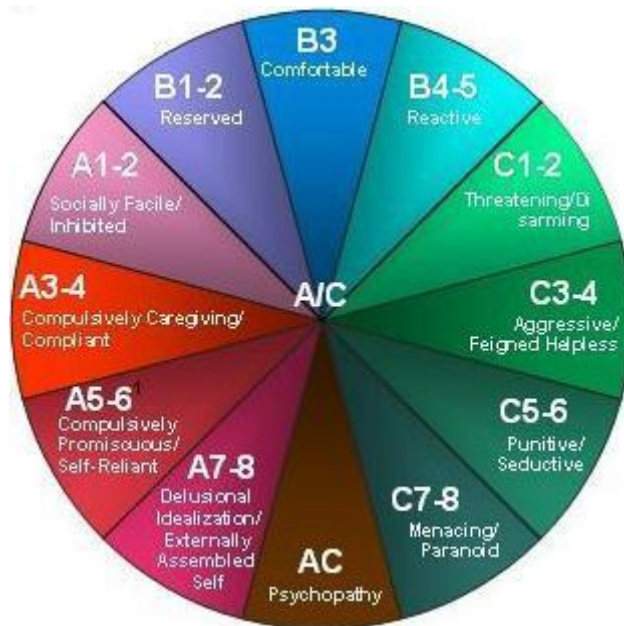 B3
Comfortable
B1-2
Reserved
B4-5
Reactive
A1-2
Socially Facile/
Inhibited
C1-2
Threatening/Di
sarming
A3-4
Compulsively Caregiving/
Compliant
A/C
C3-4
Aggressive/
Feigned Helpless
A5-6¹
Compulsively
Promiscuous/
Self-Reliant
C5-6
Punitive/
Seductive
A7-8
Delusional
Idealization/
Externally
Assembled
Self
C7-8
Menacing/
Paranoid
AC
Psychopathy